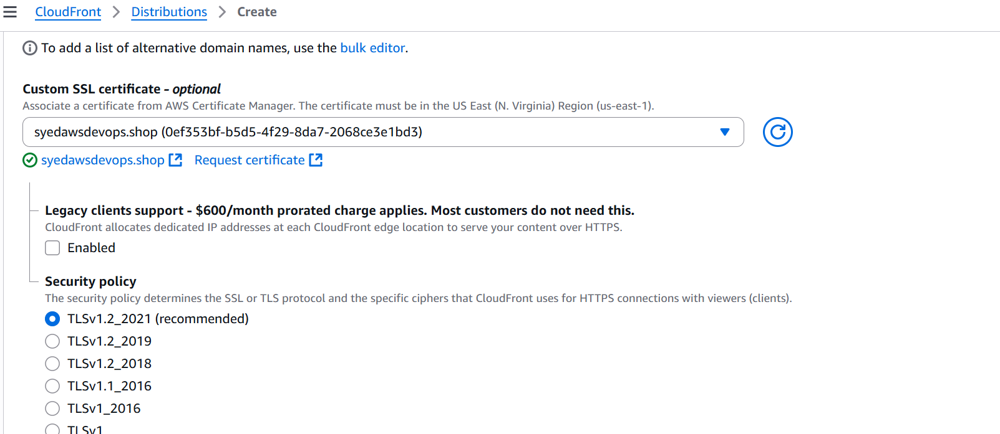 CloudFront > Distributions > Create
To add a list of alternative domain names, use the bulk editor.
Custom SSL certificate - optional
Associate a certificate from AWS Certificate Manager. The certificate must be in the US East (N. Virginia) Region (us-east-1).
syedawsdevops.shop (0ef353bf-b5d5-4f29-8da7-2068ce3e1bd3)
syedawsdevops.shop Request certificate
Legacy clients support - $600/month prorated charge applies. Most customers do not need this.
CloudFront allocates dedicated IP addresses at each CloudFront edge location to serve your content over HTTPS.
Enabled
Security policy
The security policy determines the SSL or TLS protocol and the specific ciphers that CloudFront uses for HTTPS connections with viewers (clients).
TLSv1.2_2021 (recommended)
TLSv1.2_2019
TLSv1.2_2018
TLSv1.1_2016
TLSv1_2016
TLSv1